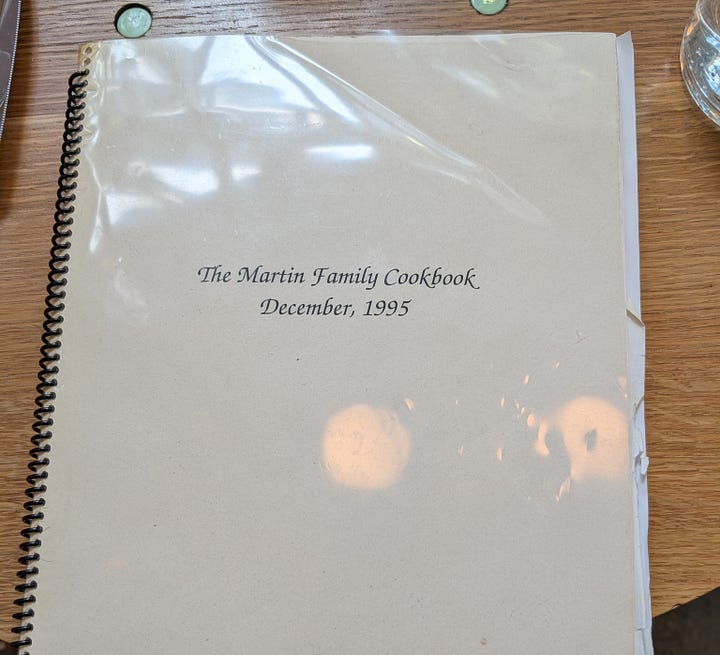 The Martin Family Cookbook
December, 1995